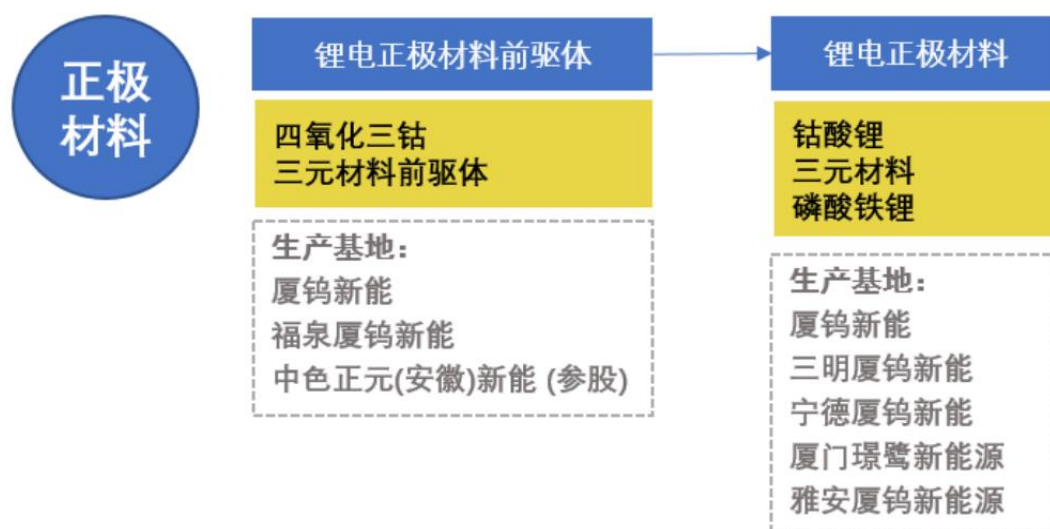 正极
材料
锂电正极材料前驱体
四氧化三钴
三元材料前驱体
生产基地：
厦钨新能
福泉厦钨新能
中色正元(安徽)新能 (参股)
锂电正极材料
钴酸锂
三元材料
磷酸铁锂
生产基地：
厦钨新能
三明厦钨新能
宁德厦钨新能
厦门璟鹭新能源
雅安厦钨新能源